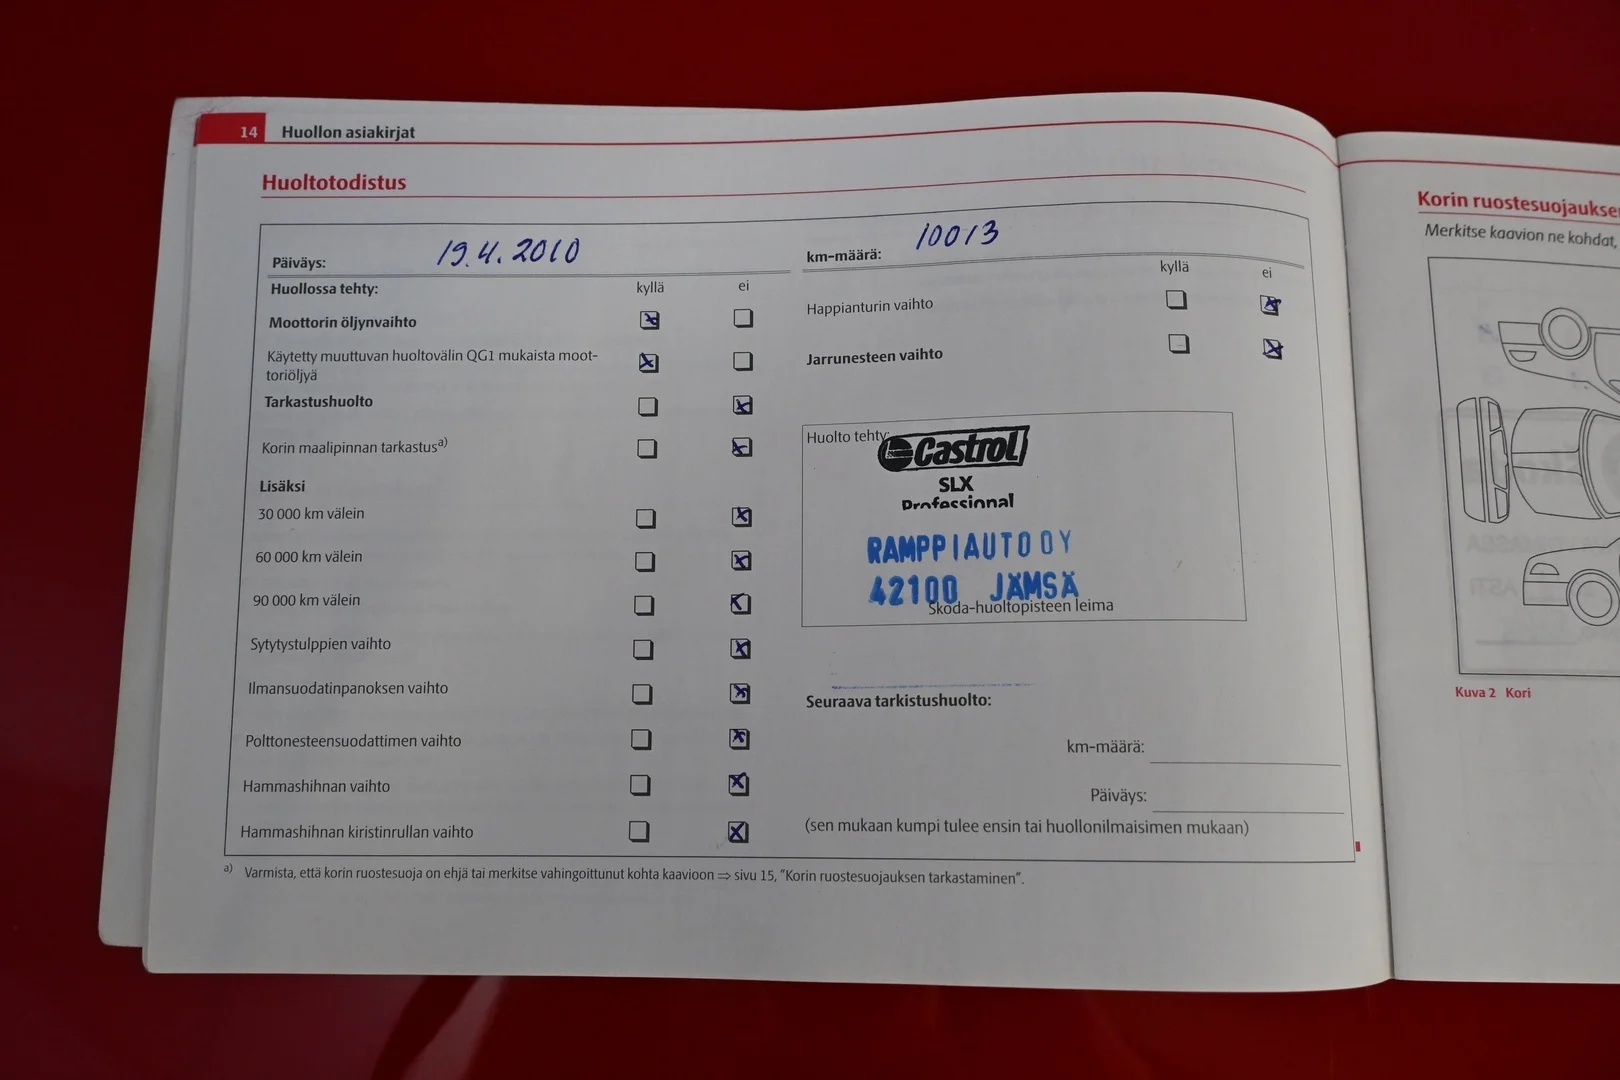 14 Huollon asiakirjat
Huoltotodistus
Päiväys: 19.4.2010
Huollossa tehty: kyllä ei
Moottorin öljynvaihto
Käytetty muuttuvan huoltovälin QG1 mukaista moot-
toriöljyä
Tarkastushuolto
Korin maalipinnan tarkastus a)
Lisäksi
30 000 km välein
60 000 km välein
90 000 km välein
Sytytystulppien vaihto
Ilmansuodatinpanoksen vaihto
Polttonesteensuodattimen vaihto
Hammashihnan vaihto
Hammashihnan kiristinrullan vaihto
km-määrä: 10013
kyllä ei
Happianturin vaihto
Jarrunesteen vaihto
Huolto tehty:
Castrol
SLX
Professional
RAMPPIAUTO OY
42100 JÄMSÄ
Skoda-huoltopisteen leima
Seuraava tarkistushuolto:
km-määrä:
Päiväys:
(sen mukaan kumpi tulee ensin tai huollonilmaisimen mukaan)
a) Varmista, että korin ruostesuoja on ehjä tai merkitse vahingoittunut kohta kaavioon ⇒ sivu 15, "Korin ruostesuojauksen tarkastaminen".
Korin ruostesuojaukse
Merkitse kaavion ne kohdat,
Kuva 2 Kori